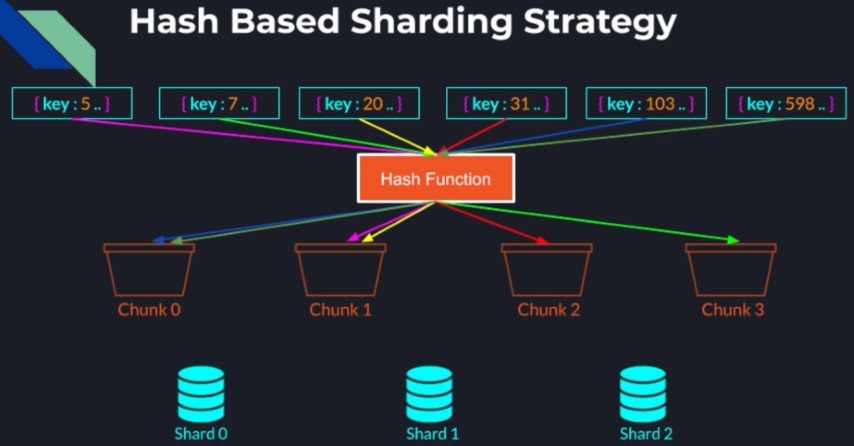 Hash Based Sharding Strategy
{ key : 5 .. }
{ key : 7 .. }
{ key : 20 .. }
{ key : 31 .. }
{ key : 103 .. }
{ key : 598 .. }
Hash Function
Chunk 0
Chunk 1
Chunk 2
Chunk 3
Shard 0
Shard 1
Shard 2